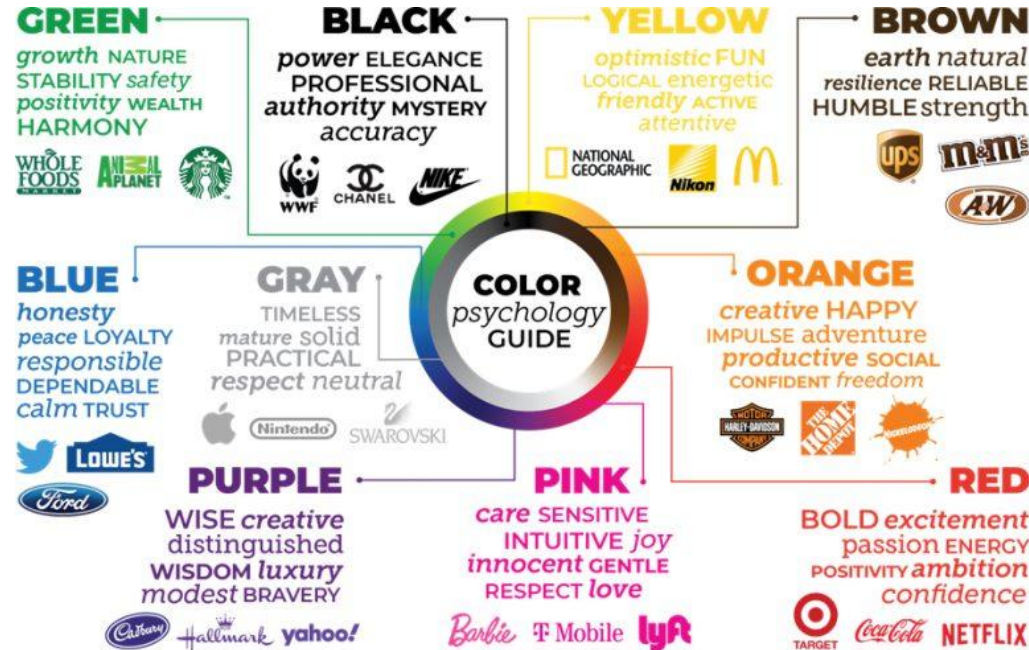 GREEN
growth NATURE
STABILITY safety
positivity WEALTH
HARMONY
WHOLE
FOODS
MARKET
ANIMAL
PLANET
BLACK
power ELEGANCE
PROFESSIONAL
authority MYSTERY
accuracy
WWF
CHANEL
NIKE
YELLOW
optimistic FUN
LOGICAL energetic
friendly ACTIVE
attentive
NATIONAL
GEOGRAPHIC
Nikon
BROWN
earth natural
resilience RELIABLE
HUMBLE strength
ups
m&m's
A&W
BLUE
honesty
peace LOYALTY
responsible
DEPENDABLE
calm TRUST
LOWE'S
Ford
GRAY
TIMELESS
mature solid
PRACTICAL
respect neutral
Nintendo
SWAROVSKI
COLOR
psychology
GUIDE
ORANGE
creative HAPPY
IMPULSE adventure
productive SOCIAL
CONFIDENT freedom
MOTOR
HARLEY-DAVIDSON
COMPANY
THE
HOME
DEPOT
NICKELODEON
PURPLE
WISE creative
distinguished
WISDOM luxury
modest BRAVERY
Cadbury
Hallmark
yahoo!
PINK
care SENSITIVE
INTUITIVE joy
innocent GENTLE
RESPECT love
Barbie
T Mobile
lyft
RED
BOLD excitement
passion ENERGY
POSITIVITY ambition
confidence
TARGET
Coca-Cola
NETFLIX